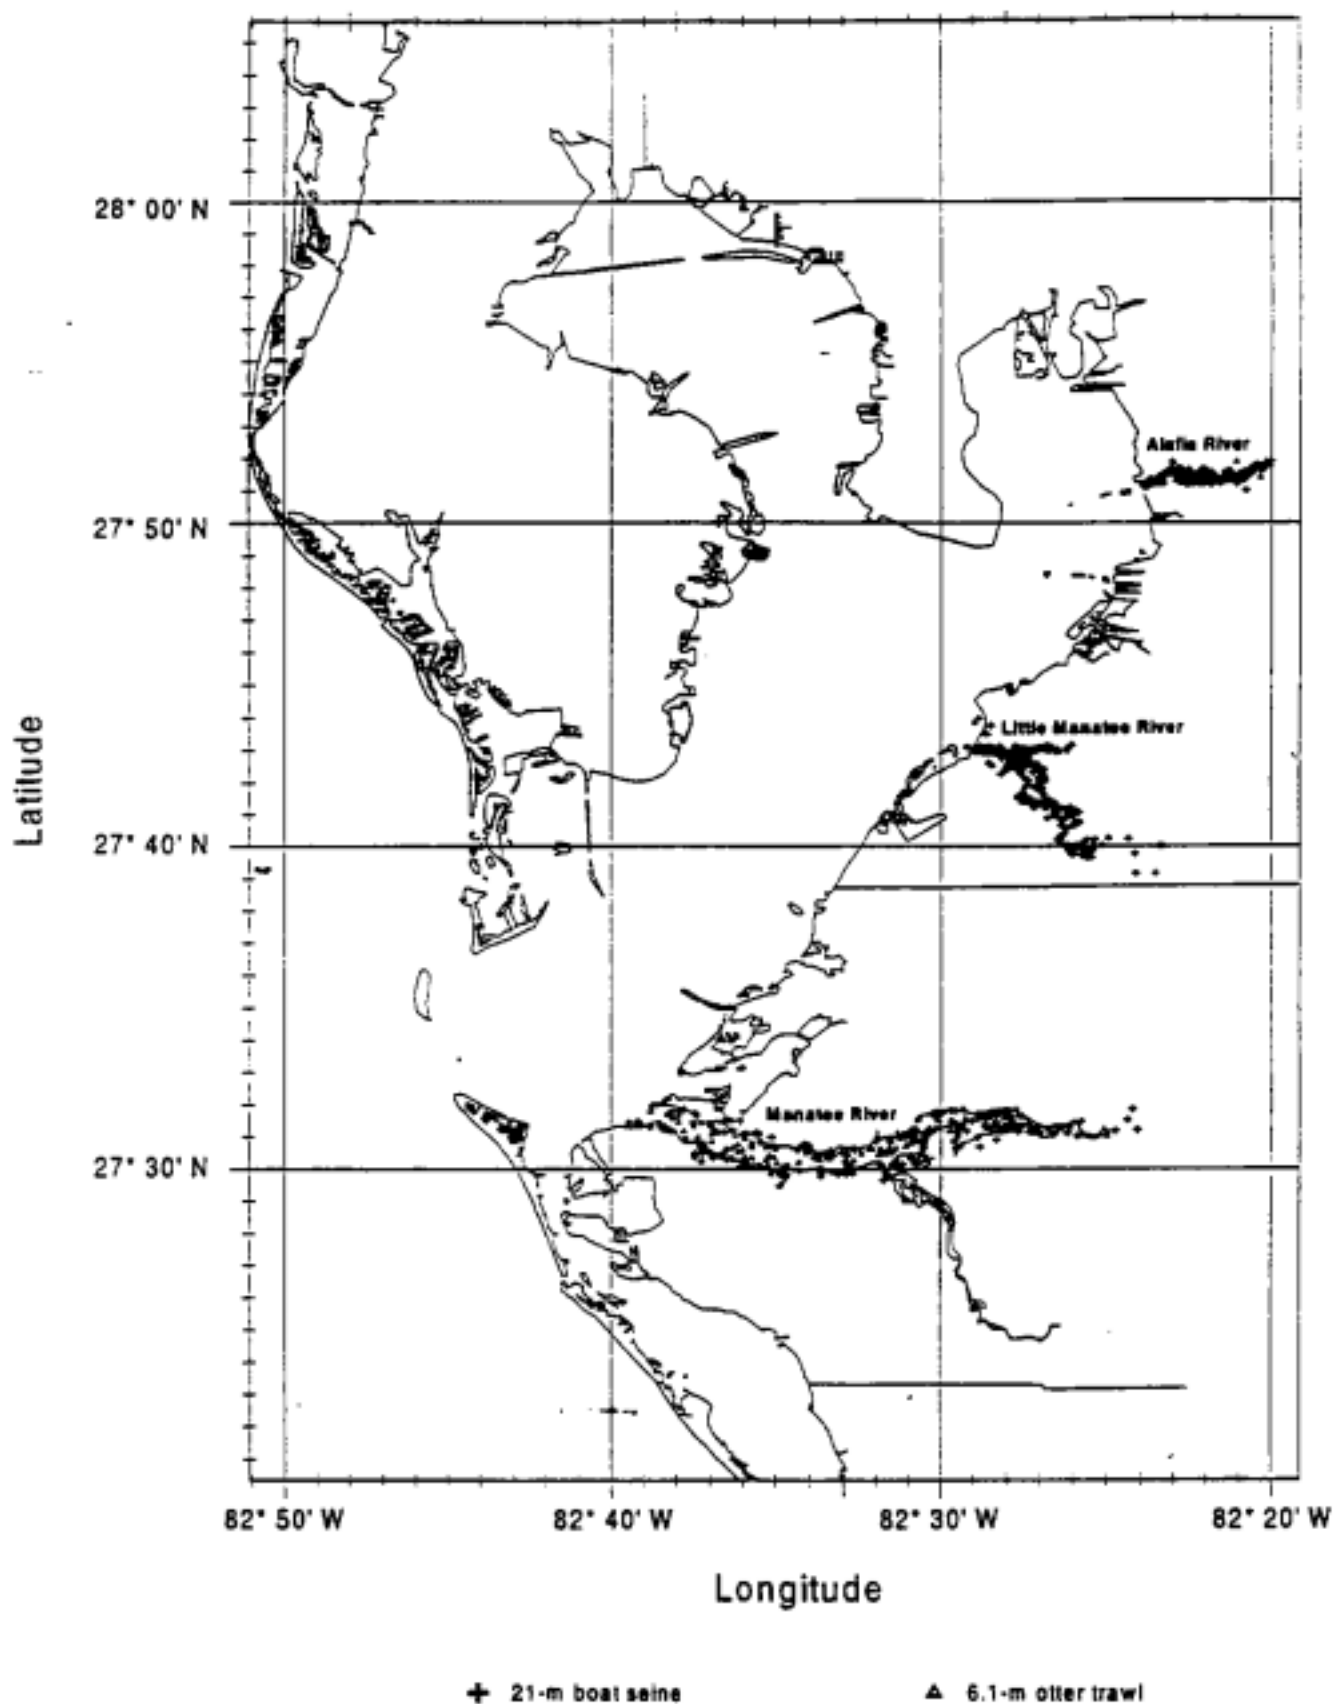 28° 00' N
Alafia River
27° 50' N
Little Manatee River
Latitude
27° 40' N
Manatee River
27° 30' N
82° 50' W 82° 40' W 82° 30' W 82° 20' W
Longitude
+ 21-m boat seine △ 6.1-m otter trawl